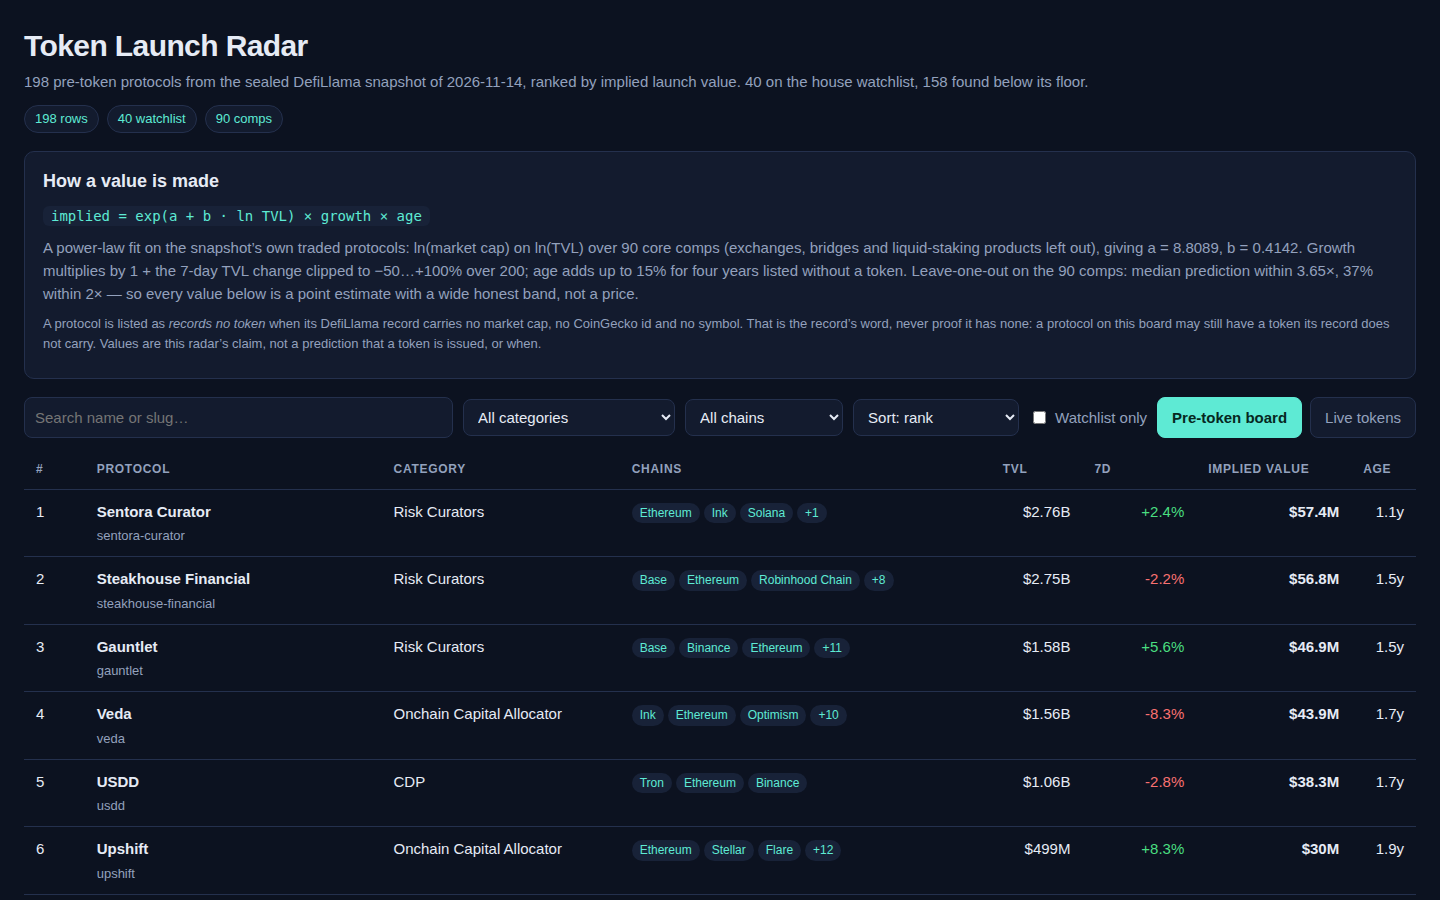 Token Launch Radar
198 pre-token protocols from the sealed DefiLlama snapshot of 2026-11-14, ranked by implied launch value. 40 on the house watchlist, 158 found below its floor.
198 rows 40 watchlist 90 comps
How a value is made
implied = exp(a + b · ln TVL) × growth × age
A power-law fit on the snapshot’s own traded protocols: ln(market cap) on ln(TVL) over 90 core comps (exchanges, bridges and liquid-staking products left out), giving a = 8.8089, b = 0.4142. Growth
multiplies by 1 + the 7-day TVL change clipped to −50…+100% over 200; age adds up to 15% for four years listed without a token. Leave-one-out on the 90 comps: median prediction within 3.65×, 37%
within 2× — so every value below is a point estimate with a wide honest band, not a price.
A protocol is listed as records no token when its DefiLlama record carries no market cap, no CoinGecko id and no symbol. That is the record’s word, never proof it has none: a protocol on this board may still have a token its record does
not carry. Values are this radar’s claim, not a prediction that a token is issued, or when.
Search name or slug… All categories All chains Sort: rank Watchlist only Pre-token board Live tokens
# PROTOCOL CATEGORY CHAINS TVL 7D IMPLIED VALUE AGE
1 Sentora Curator Risk Curators Ethereum Ink Solana +1 $2.76B +2.4% $57.4M 1.1y
sentora-curator
2 Steakhouse Financial Risk Curators Base Ethereum Robinhood Chain +8 $2.75B -2.2% $56.8M 1.5y
steakhouse-financial
3 Gauntlet Risk Curators Base Binance Ethereum +11 $1.58B +5.6% $46.9M 1.5y
gauntlet
4 Veda Onchain Capital Allocator Ink Ethereum Optimism +10 $1.56B -8.3% $43.9M 1.7y
veda
5 USDD CDP Tron Ethereum Binance $1.06B -2.8% $38.3M 1.7y
usdd
6 Upshift Onchain Capital Allocator Ethereum Stellar Flare +12 $499M +8.3% $30M 1.9y
upshift